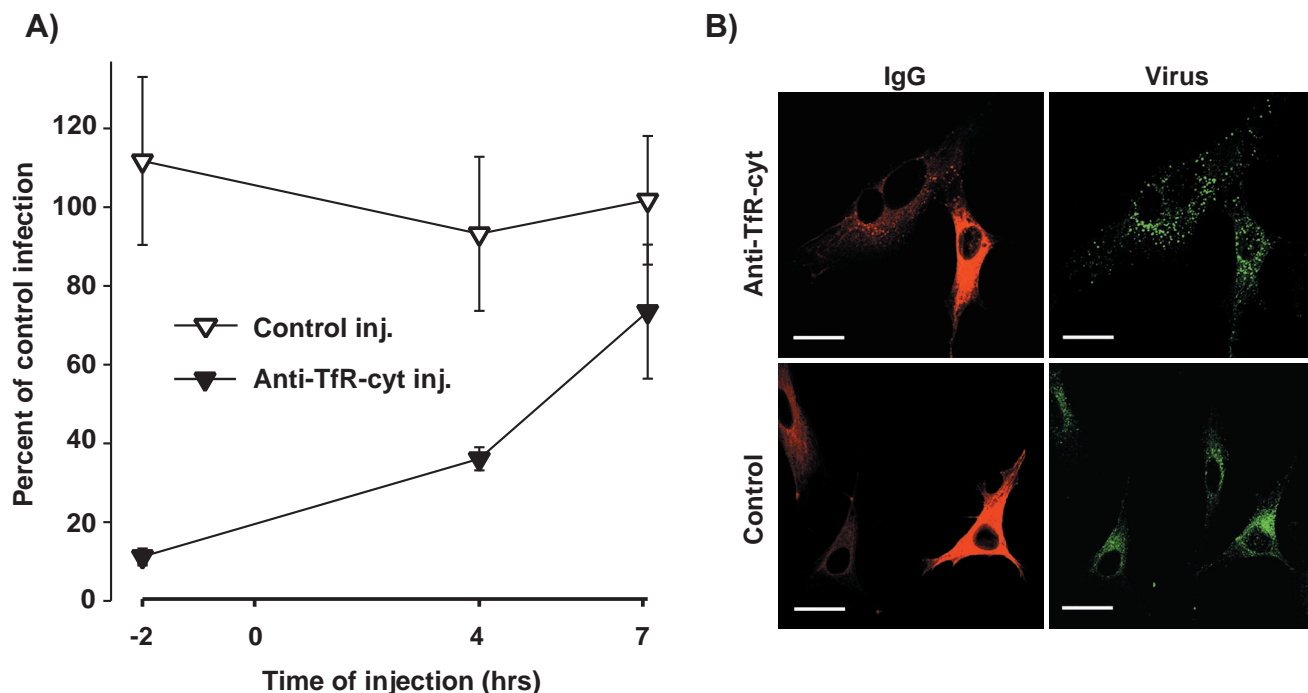 A)
Percent of control infection
120
100
80
60
40
20
0
Control inj.
Anti-TfR-cyt inj.
-2 0 4 7
Time of injection (hrs)
B)
IgG Virus
Anti-TfR-cyt
Control